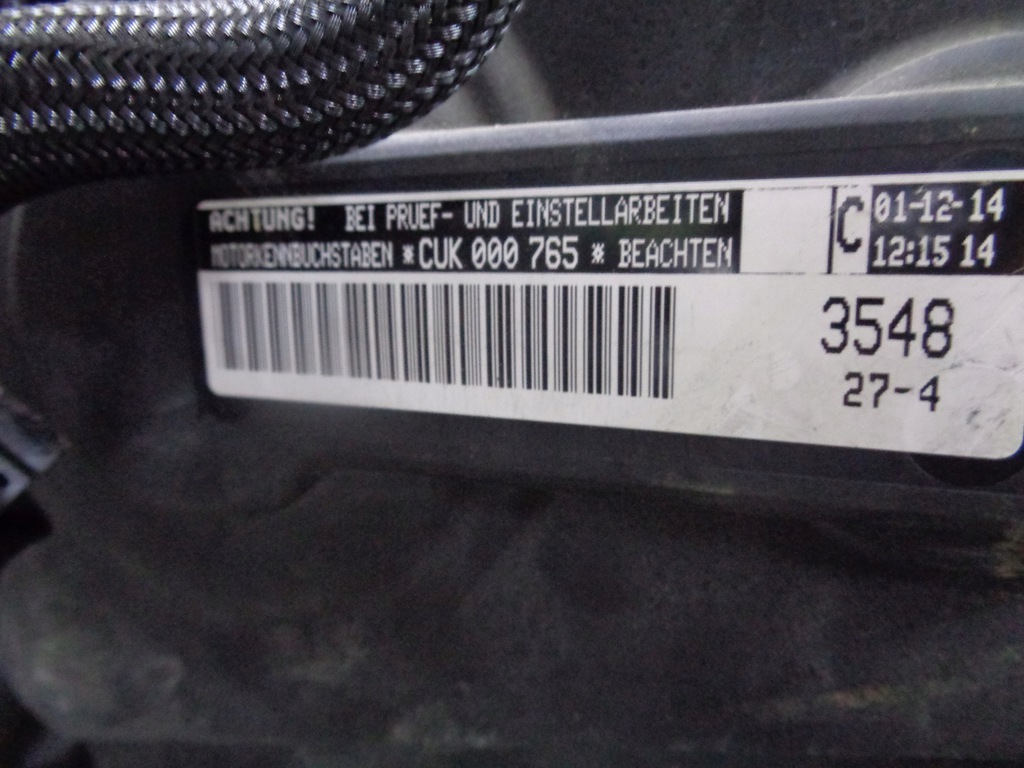 ACHTUNG! BEI PRUEF- UND EINSTELLARBEITEN
MOTORKENNBUCHSTABEN *CUK 000 765 * BEACHTEN
C
01-12-14
12:15 14
3548
27-4